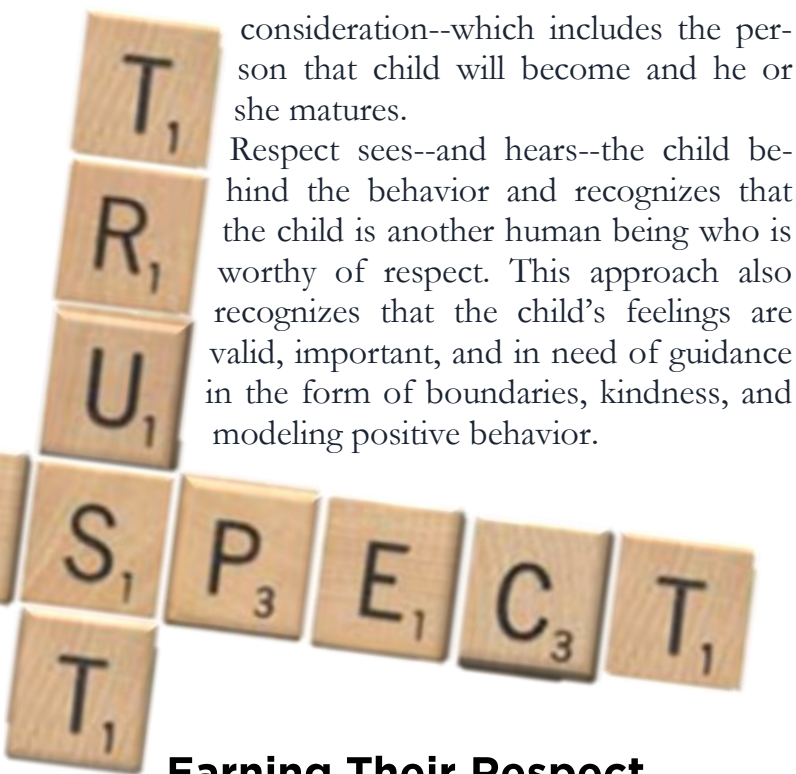 consideration--which includes the per-
son that child will become and he or
she matures.
Respect sees--and hears--the child be-
hind the behavior and recognizes that
the child is another human being who is
worthy of respect. This approach also
recognizes that the child’s feelings are
valid, important, and in need of guidance
in the form of boundaries, kindness, and
modeling positive behavior.
T1
R1
U1
S1 P3 E1 C3 T1
T1
Earning Their Respect